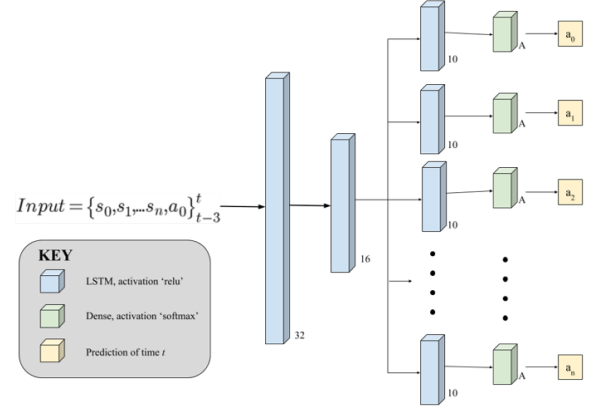 10
A
a₀
10
A
a₁
10
A
a₂
Input = {s₀,s₁,...sₙ,a₀}ᵗₜ₋₃
16
32
10
A
aₙ
KEY
LSTM, activation ‘relu’
Dense, activation ‘softmax’
Prediction of time t